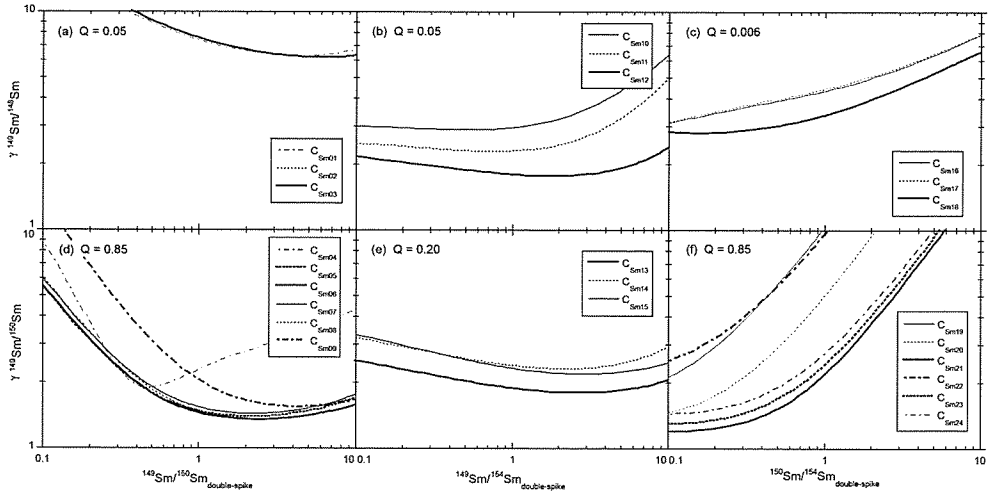 10
(a) Q = 0.05
C Sm01
C Sm02
C Sm03
γ 149Sm/148Sm
1
(b) Q = 0.05
C Sm10
C Sm11
C Sm12
(c) Q = 0.006
C Sm16
C Sm17
C Sm18
10
(d) Q = 0.85
C Sm04
C Sm05
C Sm06
C Sm07
C Sm08
C Sm09
γ 149Sm/150Sm
1
(e) Q = 0.20
C Sm13
C Sm14
C Sm15
(f) Q = 0.85
C Sm19
C Sm20
C Sm21
C Sm22
C Sm23
C Sm24
0.1 1 10 0.1 1 10 0.1 1 10
149Sm/150Sm double-spike
149Sm/154Sm double-spike
150Sm/154Sm double-spike